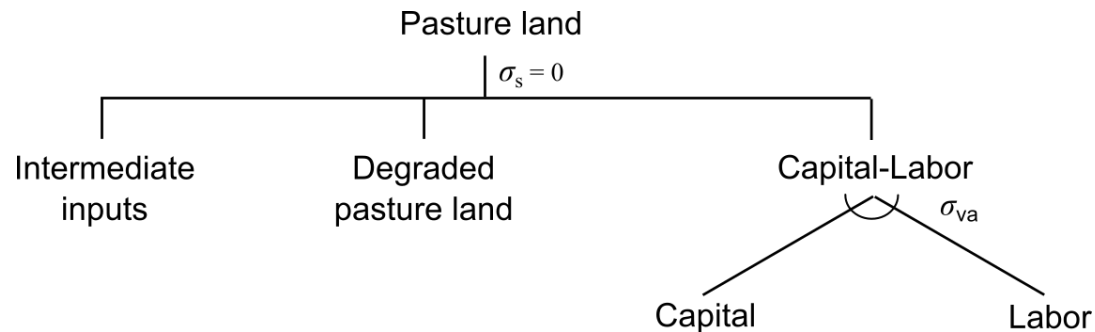 Pasture land
σs = 0
Intermediate
inputs
Degraded
pasture land
Capital-Labor
σva
Capital
Labor